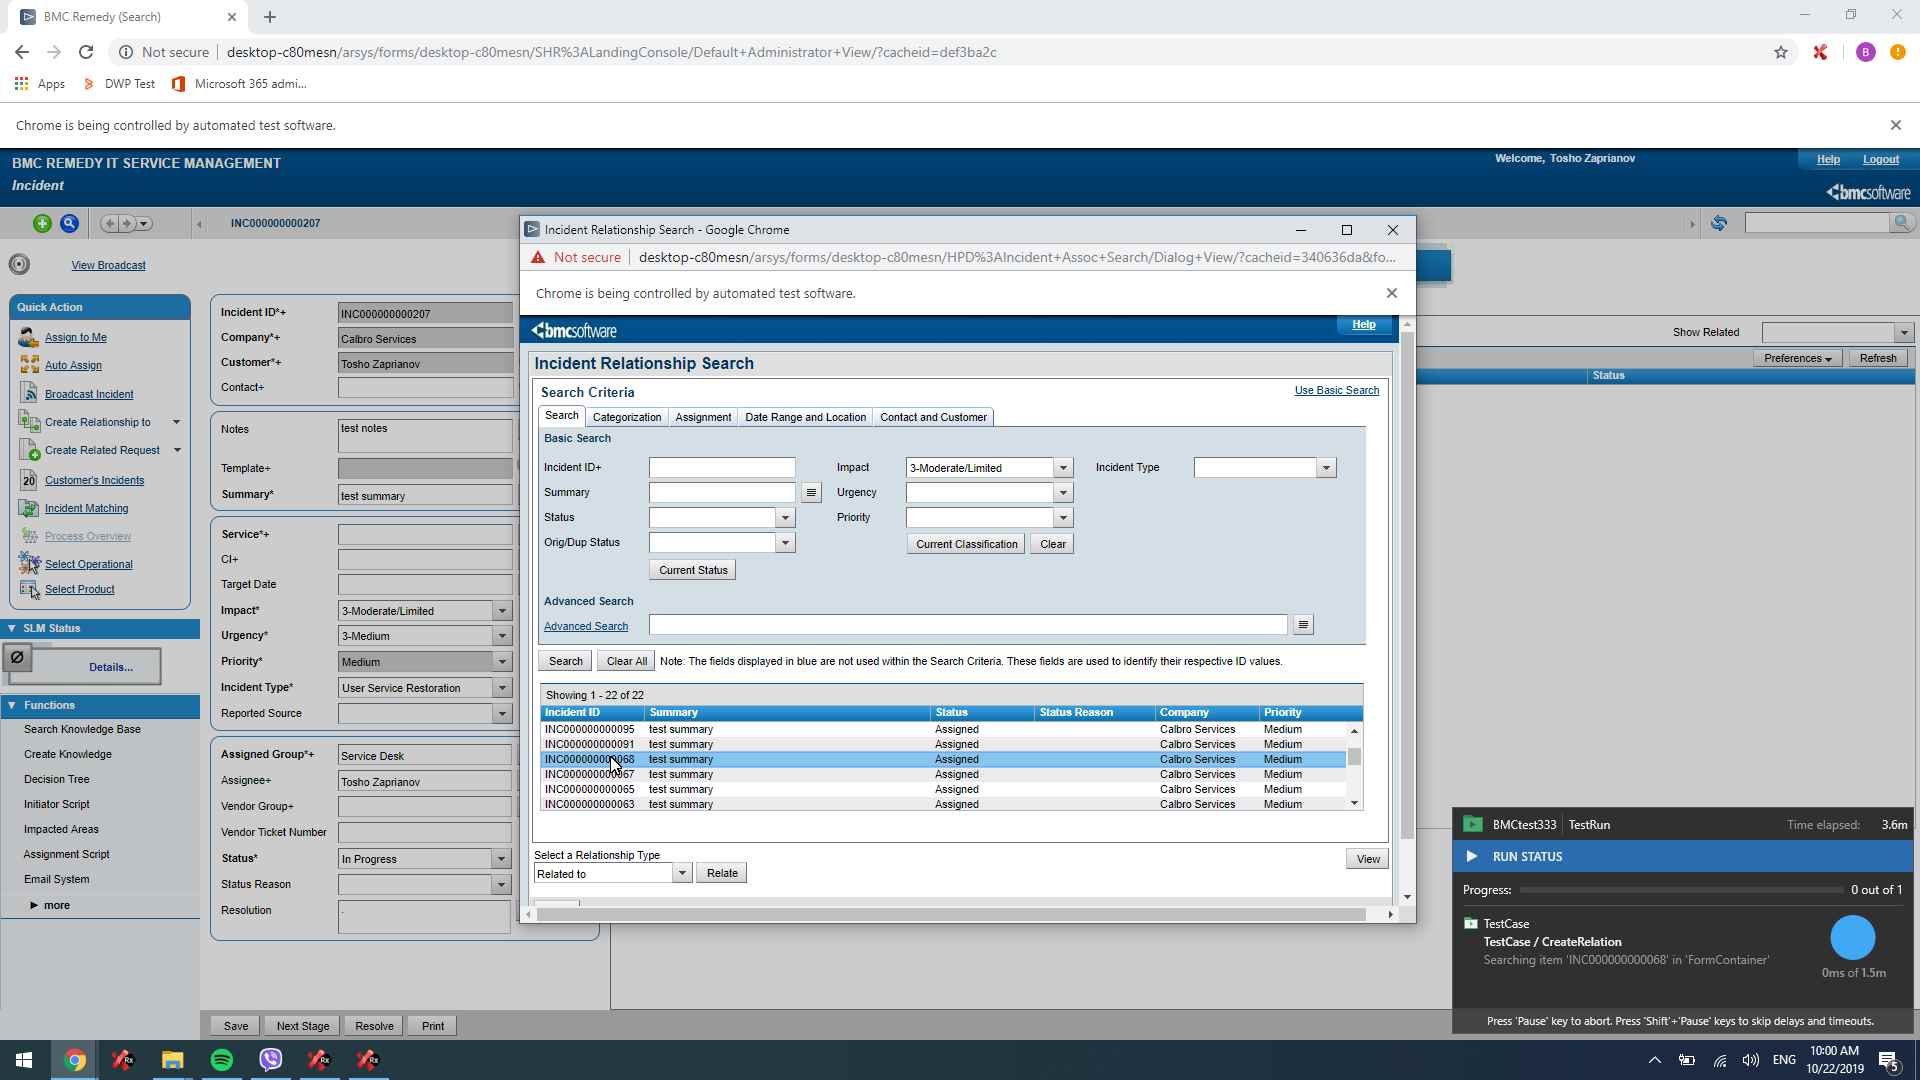 BMC Remedy (Search)
Not secure
desktop-c80mesn/arsys/forms/desktop-c80mesn/SHR%3ALandingConsole/Default+Administrator+View/?cacheid=def3ba2c
B
Apps
DWP Test
Microsoft 365 admi...
Chrome is being controlled by automated test software.
BMC REMEDY IT SERVICE MANAGEMENT
Incident
Welcome, Tosho Zaprianov
Help
Logout
bmcsoftware
INC000000000207
View Broadcast
Quick Action
Assign to Me
Auto Assign
Broadcast Incident
Create Relationship to
Create Related Request
20 Customer's Incidents
Incident Matching
Process Overview
Select Operational
Select Product
SLM Status
Details...
Functions
Search Knowledge Base
Create Knowledge
Decision Tree
Initiator Script
Impacted Areas
Assignment Script
Email System
more
Incident ID*+ INC000000000207
Company*+ Calbro Services
Customer*+ Tosho Zaprianov
Contact+
Notes test notes
Template+
Summary* test summary
Service*+
CI+
Target Date
Impact* 3-Moderate/Limited
Urgency* 3-Medium
Priority* Medium
Incident Type* User Service Restoration
Reported Source
Assigned Group*+ Service Desk
Assignee+ Tosho Zaprianov
Vendor Group+
Vendor Ticket Number
Status* In Progress
Status Reason
Resolution
Save
Next Stage
Resolve
Print
Incident Relationship Search - Google Chrome
Not secure
desktop-c80mesn/arsys/forms/desktop-c80mesn/HPD%3AIncident+Assoc+Search/Dialog+View/?cacheid=340636da&fo...
Chrome is being controlled by automated test software.
bmcsoftware
Help
Incident Relationship Search
Search Criteria
Use Basic Search
Search
Categorization
Assignment
Date Range and Location
Contact and Customer
Basic Search
Incident ID+
Impact 3-Moderate/Limited
Incident Type
Summary
Urgency
Status
Priority
Orig/Dup Status
Current Classification
Clear
Current Status
Advanced Search
Advanced Search
Search
Clear All
Note: The fields displayed in blue are not used within the Search Criteria. These fields are used to identify their respective ID values.
Showing 1 - 22 of 22
Incident ID Summary Status Status Reason Company Priority
INC000000000095 test summary Assigned Calbro Services Medium
INC000000000091 test summary Assigned Calbro Services Medium
INC000000000068 test summary Assigned Calbro Services Medium
INC000000000067 test summary Assigned Calbro Services Medium
INC000000000065 test summary Assigned Calbro Services Medium
INC000000000063 test summary Assigned Calbro Services Medium
Select a Relationship Type
Related to
Relate
View
Show Related
Preferences
Refresh
Status
BMCtest333
TestRun
Time elapsed: 3.6m
RUN STATUS
Progress: 0 out of 1
TestCase
TestCase / CreateRelation
Searching item 'INC000000000068' in 'FormContainer'
0ms of 1.5m
Press 'Pause' key to abort. Press 'Shift'+'Pause' keys to skip delays and timeouts.
Rx
Rx
Rx
ENG
10:00 AM
10/22/2019
5